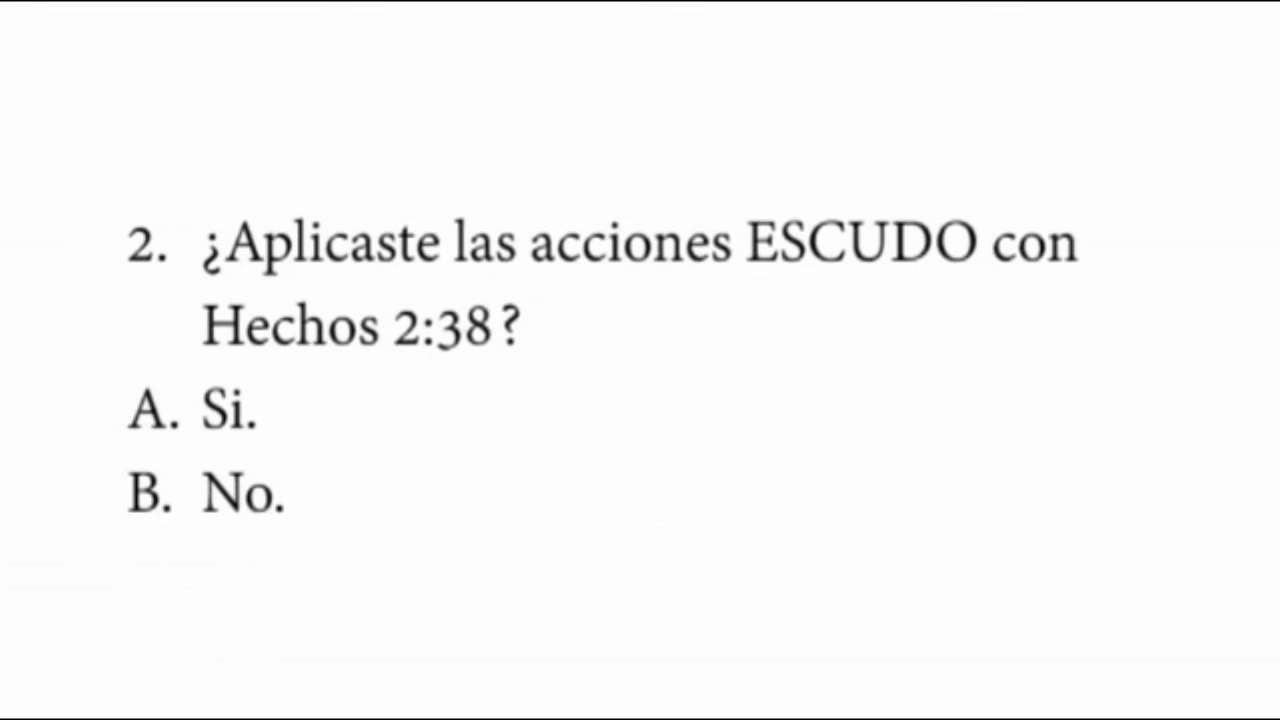 2. ¿Aplicaste las acciones ESCUDO con
Hechos 2:38?
A. Si.
B. No.